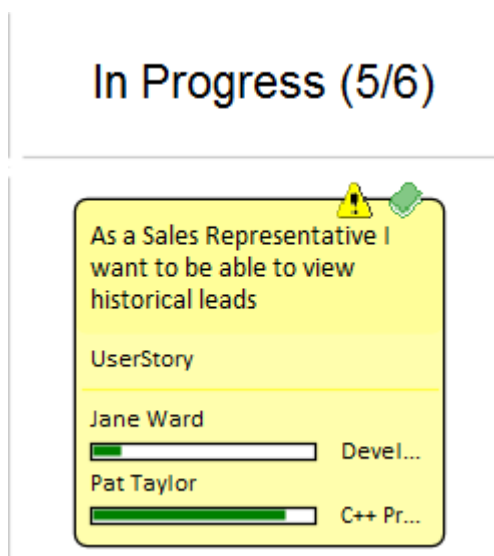 In Progress (5/6)
As a Sales Representative I
want to be able to view
historical leads
UserStory
Jane Ward
Devel...
Pat Taylor
C++ Pr...